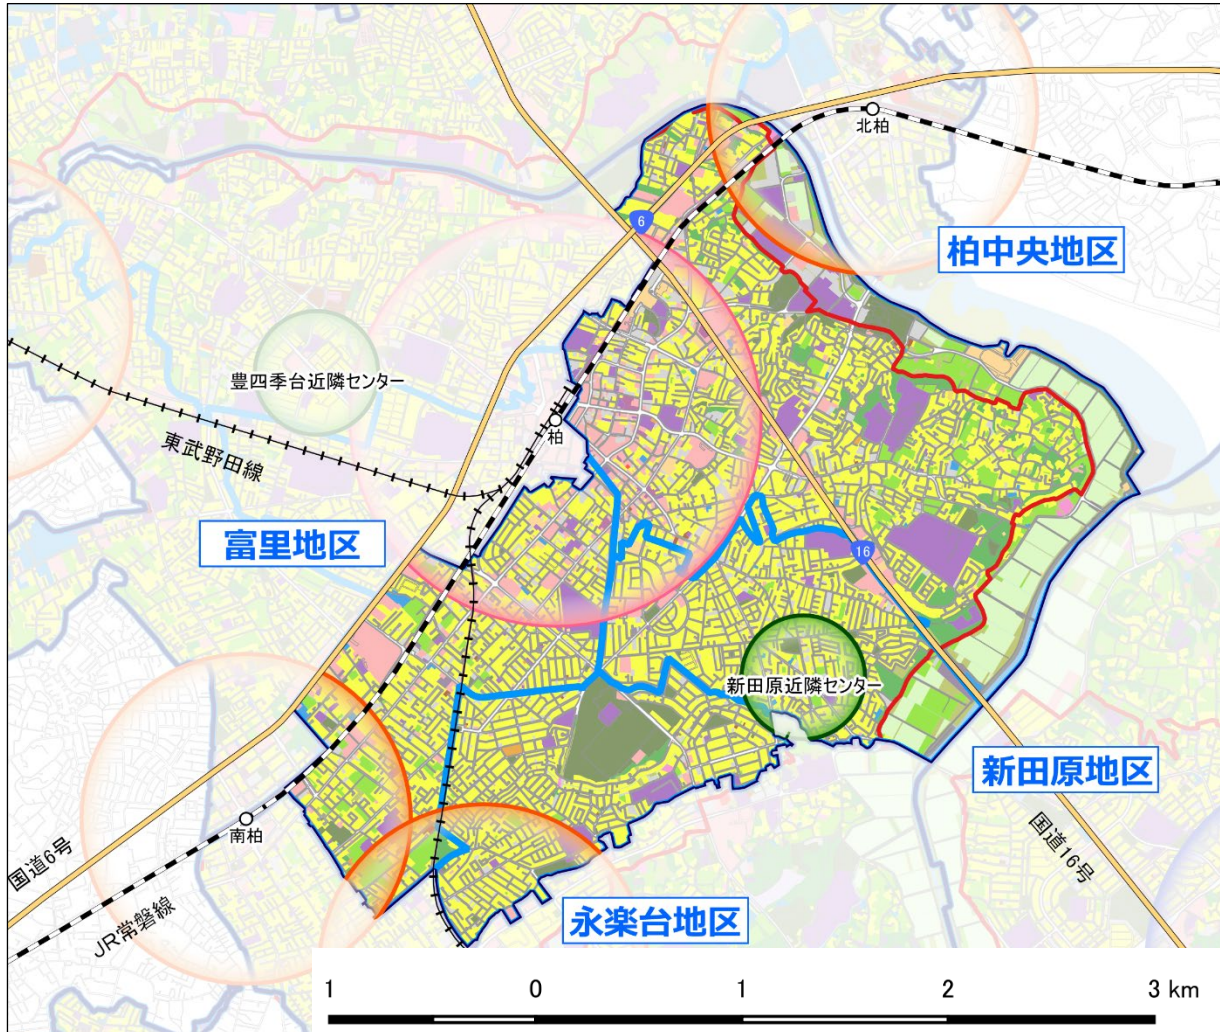 北柏
6
柏中央地区
豊四季台近隣センター
柏
東武野田線
富里地区
16
新田原近隣センター
新田原地区
南柏
国道6号
国道16号
JR常磐線
永楽台地区
1 0 1 2 3 km